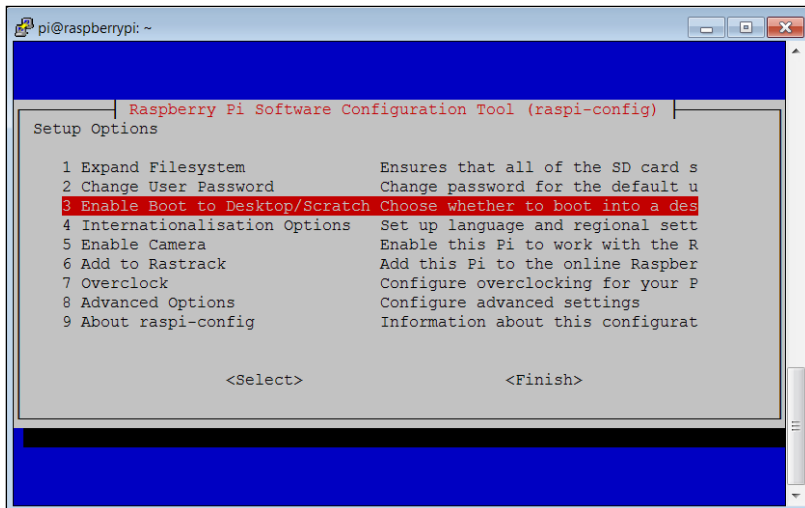 pi@raspberrypi: ~
Raspberry Pi Software Configuration Tool (raspi-config)
Setup Options
1 Expand Filesystem Ensures that all of the SD card s
2 Change User Password Change password for the default u
3 Enable Boot to Desktop/Scratch Choose whether to boot into a des
4 Internationalisation Options Set up language and regional sett
5 Enable Camera Enable this Pi to work with the R
6 Add to Rastrack Add this Pi to the online Raspber
7 Overclock Configure overclocking for your P
8 Advanced Options Configure advanced settings
9 About raspi-config Information about this configurat
<Select> <Finish>